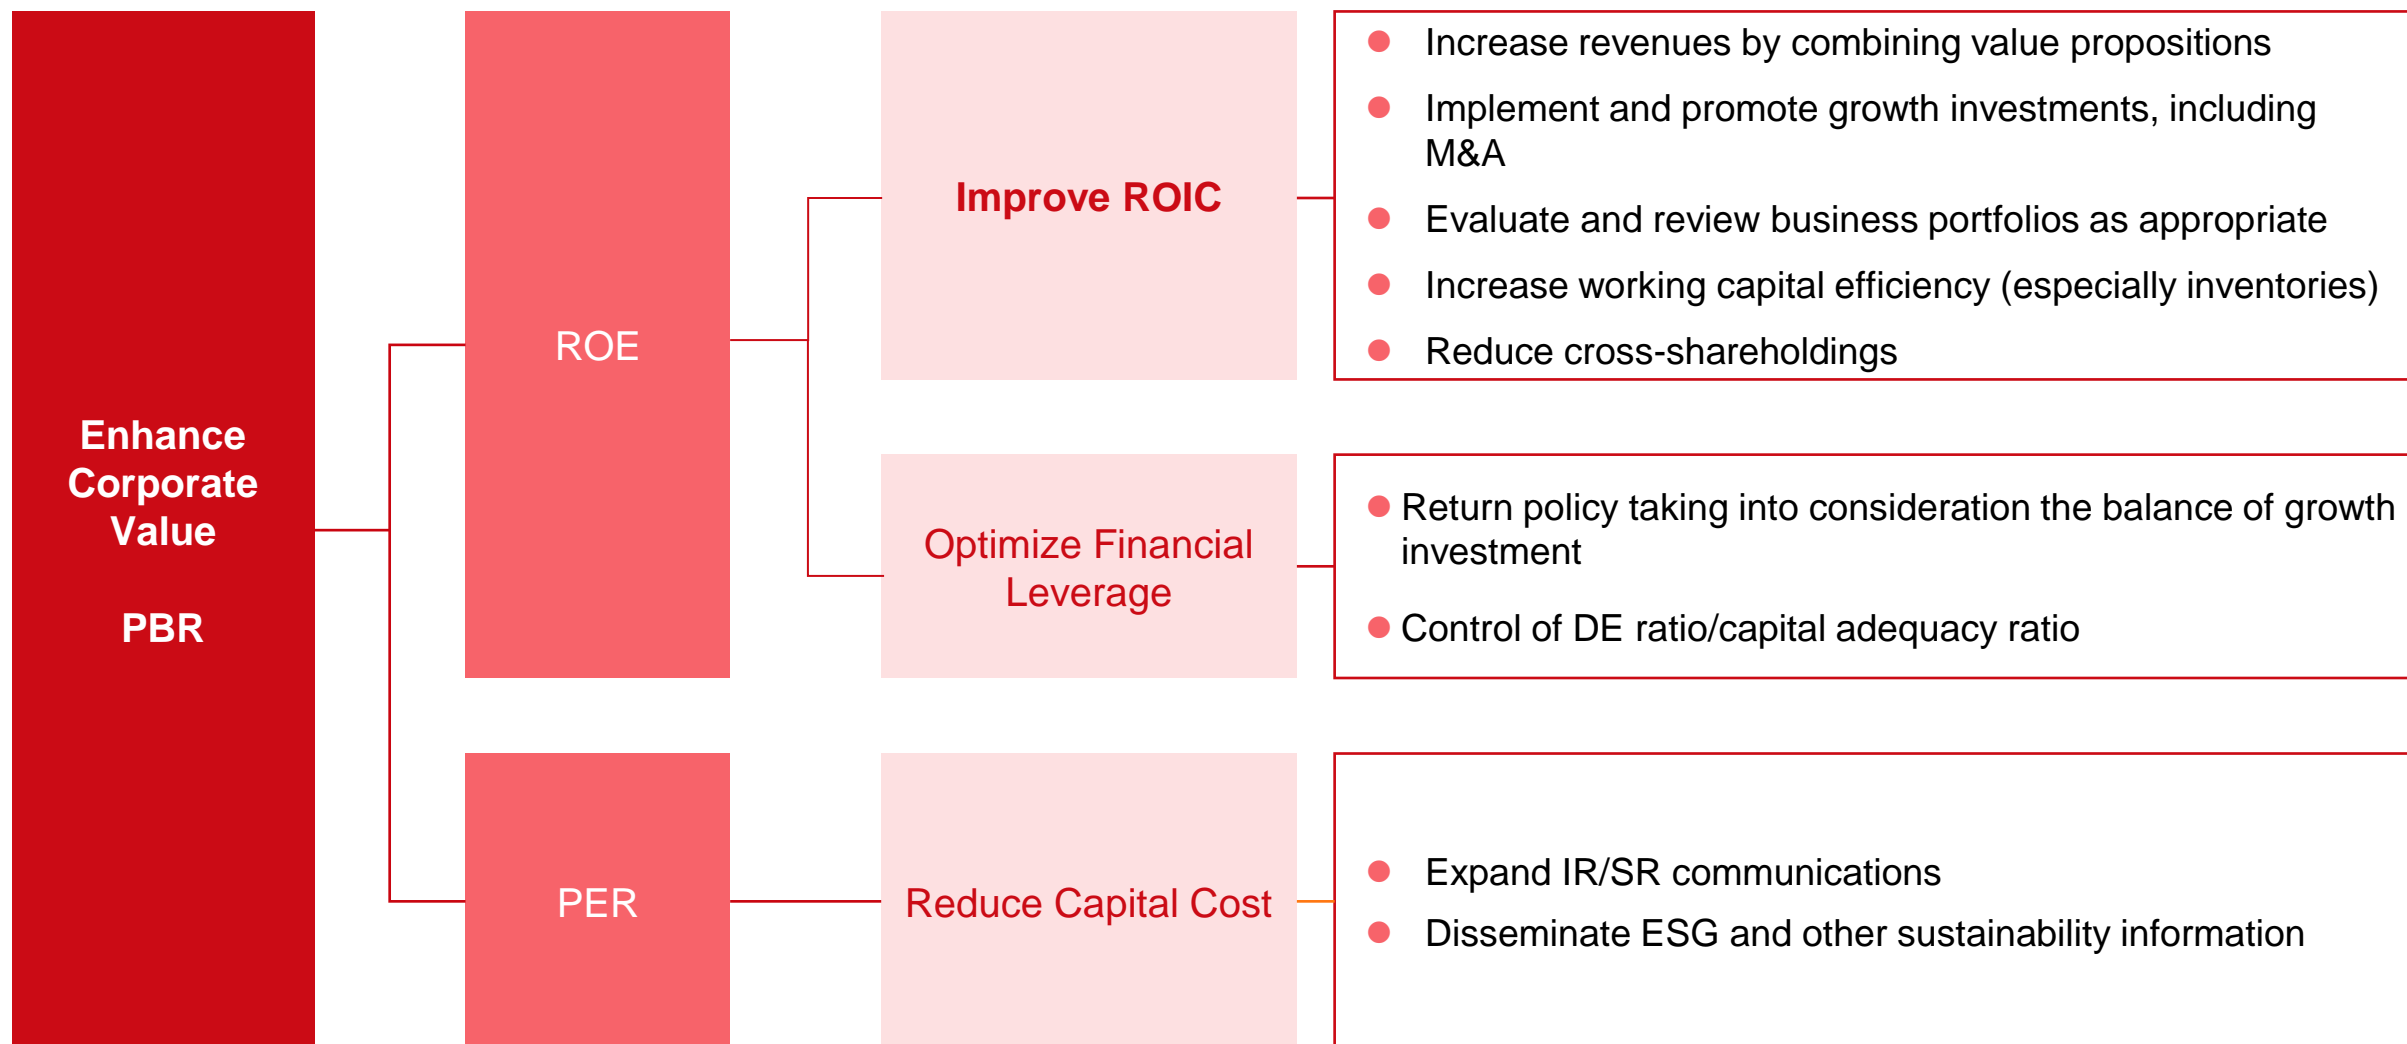 Enhance
Corporate
Value
PBR
ROE
PER
Improve ROIC
Optimize Financial
Leverage
Reduce Capital Cost
Increase revenues by combining value propositions
Implement and promote growth investments, including
M&A
Evaluate and review business portfolios as appropriate
Increase working capital efficiency (especially inventories)
Reduce cross-shareholdings
Return policy taking into consideration the balance of growth
investment
Control of DE ratio/capital adequacy ratio
Expand IR/SR communications
Disseminate ESG and other sustainability information